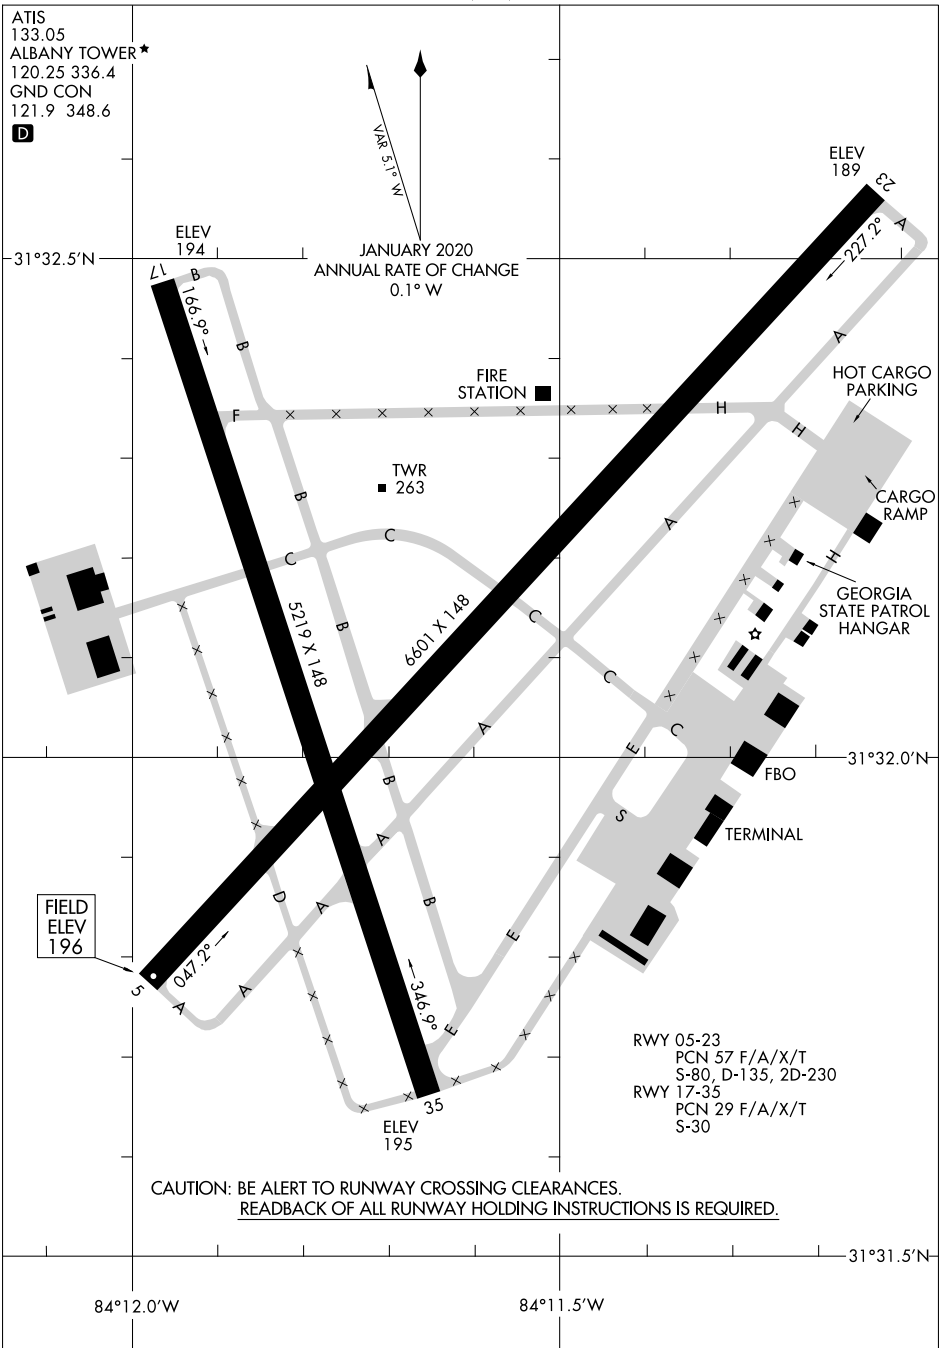 ATIS
133.05
ALBANY TOWER★
120.25 336.4
GND CON
121.9 348.6
D
VAR 5.1° W
JANUARY 2020
ANNUAL RATE OF CHANGE
0.1° W
ELEV
189
23
A
227.2°
ELEV
194
31°32.5'N
17
B
166.9°
B
A
HOT CARGO
PARKING
FIRE
STATION
F
H
H
TWR
263
B
A
CARGO
RAMP
C
C
H
GEORGIA
STATE PATROL
HANGAR
5219 X 148
6601 X 148
B
C
C
A
C
E
31°32.0'N
FBO
B
S
TERMINAL
A
D
A
B
FIELD
ELEV
196
E
047.2°
5
A
A
346.9°
E
35
ELEV
195
RWY 05-23
PCN 57 F/A/X/T
S-80, D-135, 2D-230
RWY 17-35
PCN 29 F/A/X/T
S-30
CAUTION: BE ALERT TO RUNWAY CROSSING CLEARANCES.
READBACK OF ALL RUNWAY HOLDING INSTRUCTIONS IS REQUIRED.
31°31.5'N
84°12.0'W
84°11.5'W